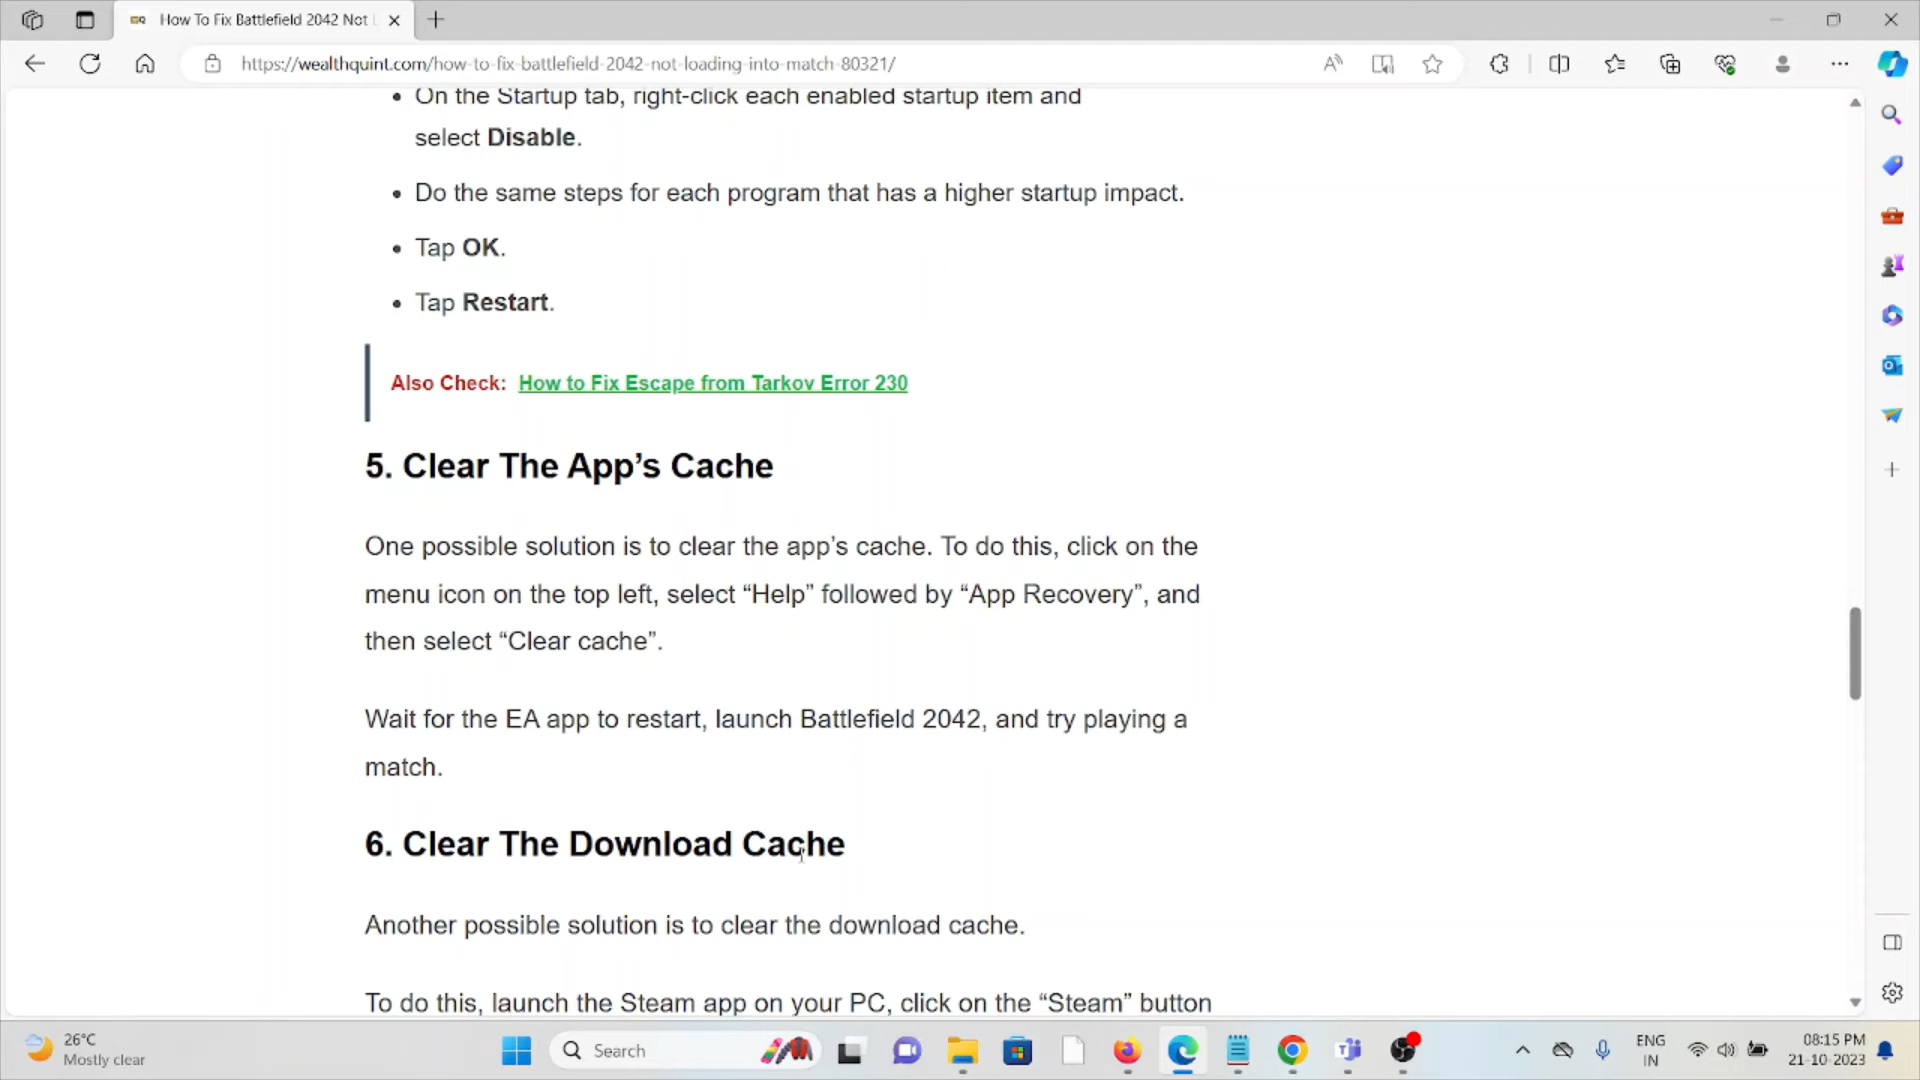 How To Fix Battlefield 2042 Not L
https://wealthquint.com/how-to-fix-battlefield-2042-not-loading-into-match-80321/
• On the Startup tab, right-click each enabled startup item and
select Disable.
• Do the same steps for each program that has a higher startup impact.
• Tap OK.
• Tap Restart.
Also Check: How to Fix Escape from Tarkov Error 230
5. Clear The App’s Cache
One possible solution is to clear the app’s cache. To do this, click on the
menu icon on the top left, select “Help” followed by “App Recovery”, and
then select “Clear cache”.
Wait for the EA app to restart, launch Battlefield 2042, and try playing a
match.
6. Clear The Download Cache
Another possible solution is to clear the download cache.
To do this, launch the Steam app on your PC, click on the “Steam” button
26°C
Mostly clear
Search
ENG
IN
08:15 PM
21-10-2023